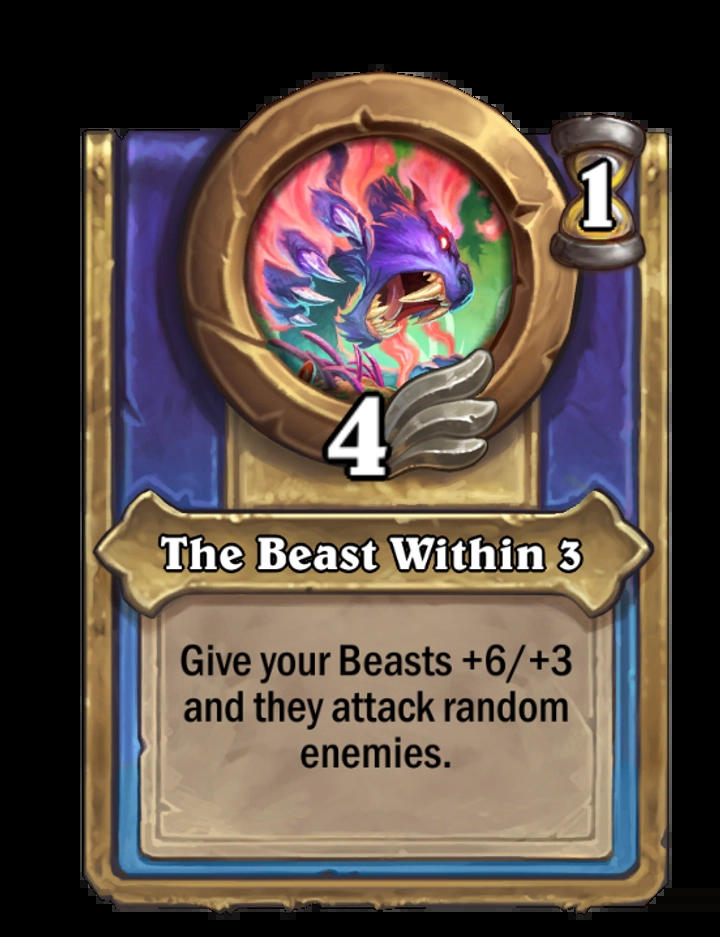 1
4
The Beast Within 3
Give your Beasts +6/+3
and they attack random
enemies.